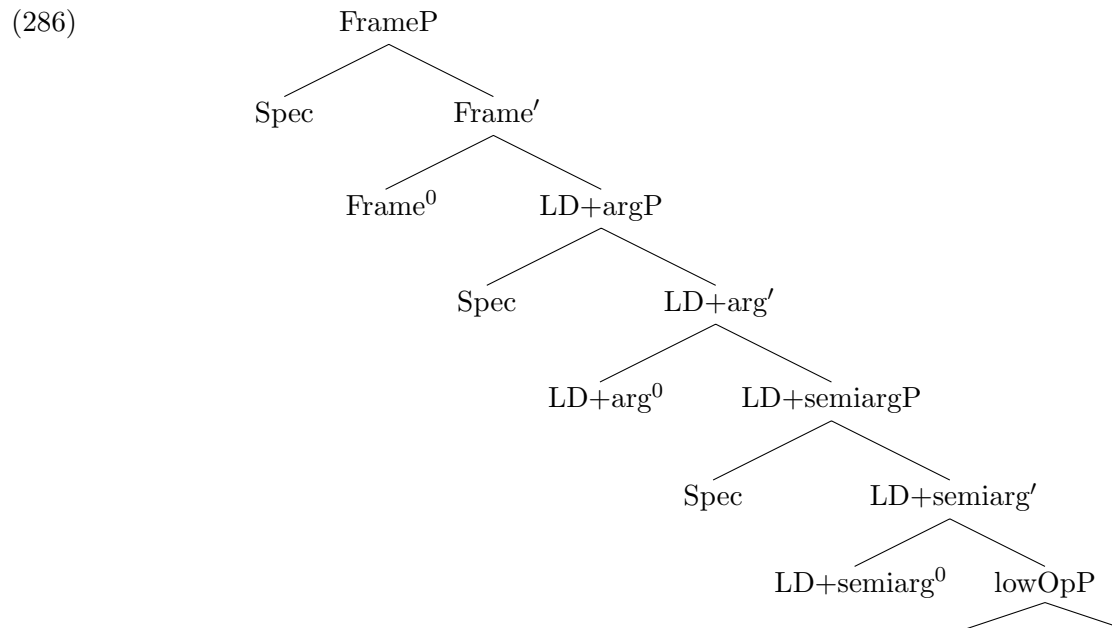 (286) FrameP
Spec Frame′
Frame⁰ LD+argP
Spec LD+arg′
LD+arg⁰ LD+semiargP
Spec LD+semiarg′
LD+semiarg⁰ lowOpP